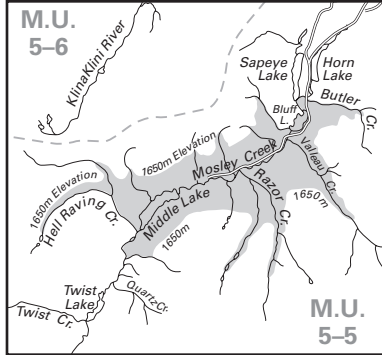 M.U.
5–6
KlinaKlini River
Sapeye
Lake
Horn
Lake
Bluff
L.
Butler
Cr.
1650m Elevation
Mosley Creek
Valleau Cr.
1650m Elevation
Hell Raving Cr.
Middle Lake
Razor Cr.
1650m
1650m
Twist
Lake
Quartz Cr.
Twist Cr.
M.U.
5–5